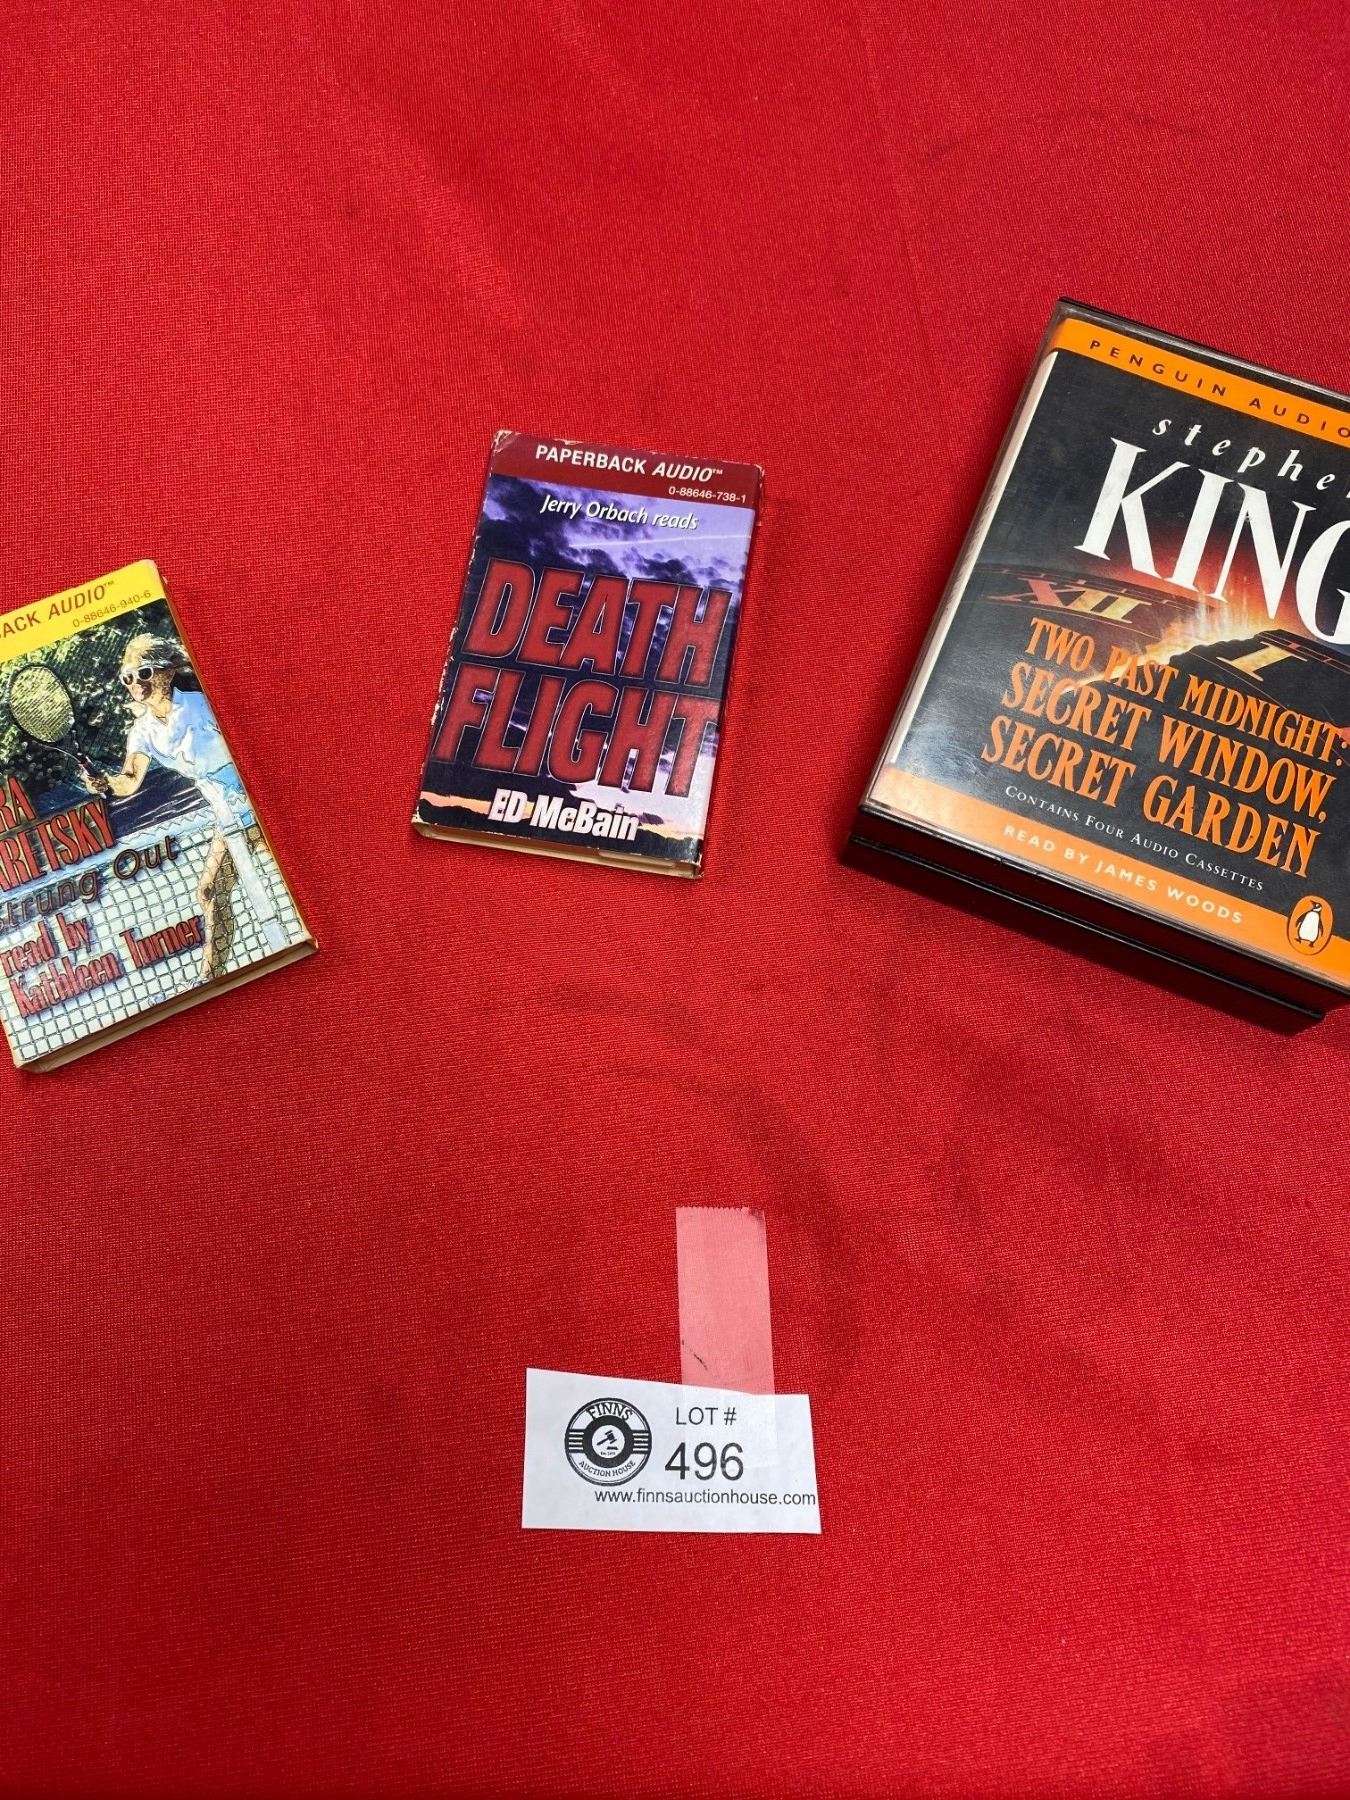 ACK AUDIO™
0-88646-940-6
RA
RETSKY
Strung Out
read by
Kathleen Turner
PAPERBACK AUDIO™
0-88646-738-1
Jerry Orbach reads
DEATH
FLIGHT
ED McBain
PENGUIN AUDIO
stephe
KING
XII
I
TWO PAST MIDNIGHT:
SECRET WINDOW,
SECRET GARDEN
CONTAINS FOUR AUDIO CASSETTES
READ BY JAMES WOODS
FINNS
AUCTION HOUSE
LOT #
496
www.finnsauctionhouse.com